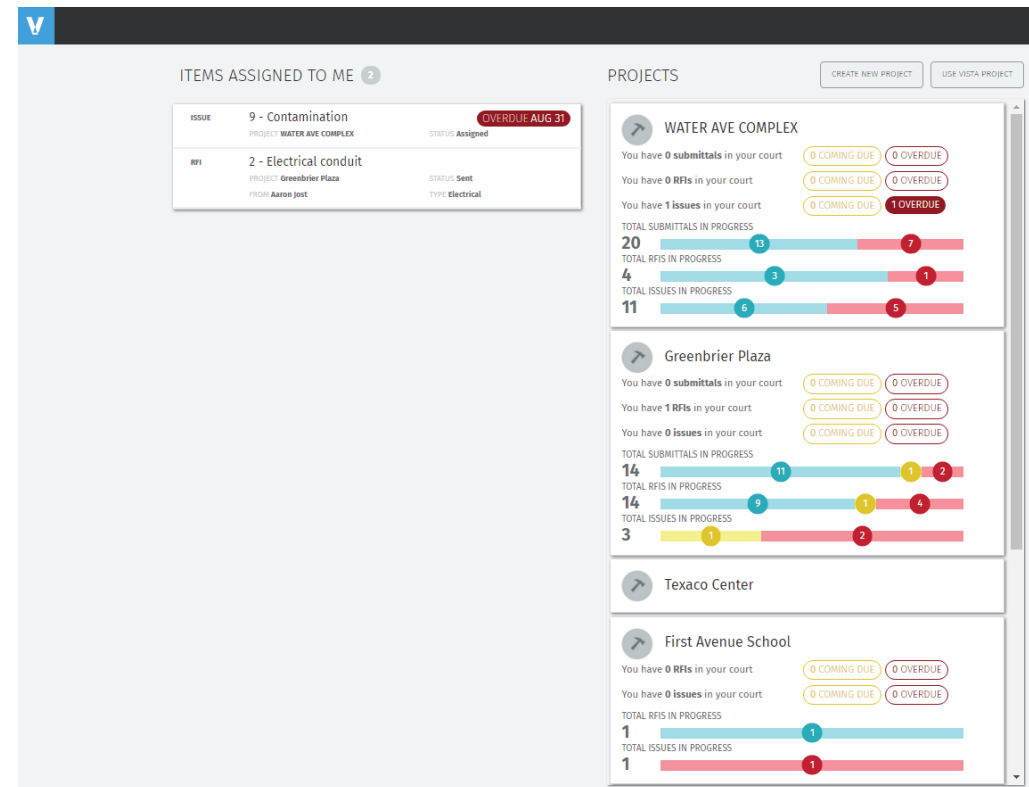 ITEMS ASSIGNED TO ME 2
ISSUE 9 - Contamination OVERDUE AUG 31
PROJECT WATER AVE COMPLEX STATUS Assigned
RFI 2 - Electrical conduit
PROJECT Greenbrier Plaza STATUS Sent
FROM Aaron Jost TYPE Electrical
PROJECTS CREATE NEW PROJECT USE VISTA PROJECT
WATER AVE COMPLEX
You have 0 submittals in your court 0 COMING DUE 0 OVERDUE
You have 0 RFIs in your court 0 COMING DUE 0 OVERDUE
You have 1 issues in your court 0 COMING DUE 1 OVERDUE
TOTAL SUBMITTALS IN PROGRESS
20 13 7
TOTAL RFIS IN PROGRESS
4 3 1
TOTAL ISSUES IN PROGRESS
11 6 5
Greenbrier Plaza
You have 0 submittals in your court 0 COMING DUE 0 OVERDUE
You have 1 RFIs in your court 0 COMING DUE 0 OVERDUE
You have 0 issues in your court 0 COMING DUE 0 OVERDUE
TOTAL SUBMITTALS IN PROGRESS
14 11 1 2
TOTAL RFIS IN PROGRESS
14 9 1 4
TOTAL ISSUES IN PROGRESS
3 1 2
Texaco Center
First Avenue School
You have 0 RFIs in your court 0 COMING DUE 0 OVERDUE
You have 0 issues in your court 0 COMING DUE 0 OVERDUE
TOTAL RFIS IN PROGRESS
1 1
TOTAL ISSUES IN PROGRESS
1 1